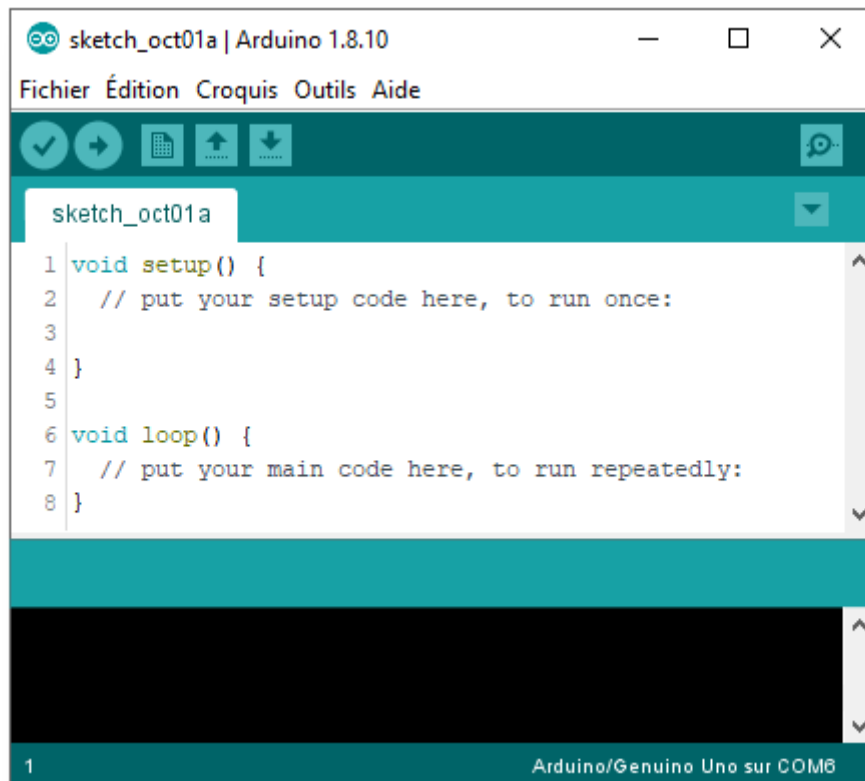 sketch_oct01a | Arduino 1.8.10
Fichier Édition Croquis Outils Aide
sketch_oct01a
1 void setup() {
2   // put your setup code here, to run once:
3
4 }
5
6 void loop() {
7   // put your main code here, to run repeatedly:
8 }
1 Arduino/Genuino Uno sur COM6